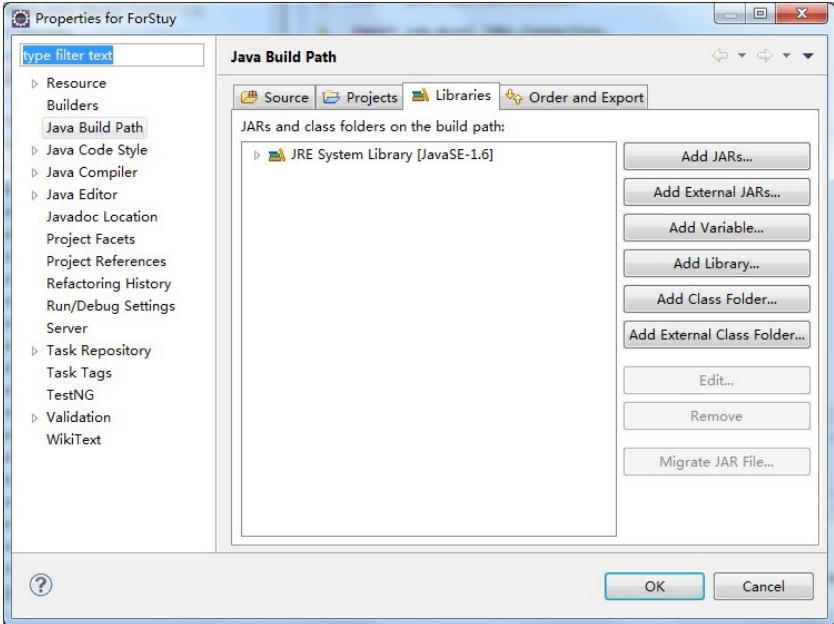 Properties for ForStuy
type filter text
Resource
Builders
Java Build Path
Java Code Style
Java Compiler
Java Editor
Javadoc Location
Project Facets
Project References
Refactoring History
Run/Debug Settings
Server
Task Repository
Task Tags
TestNG
Validation
WikiText
Java Build Path
Source Projects Libraries Order and Export
JARs and class folders on the build path:
JRE System Library [JavaSE-1.6]
Add JARs...
Add External JARs...
Add Variable...
Add Library...
Add Class Folder...
Add External Class Folder...
Edit...
Remove
Migrate JAR File...
OK Cancel